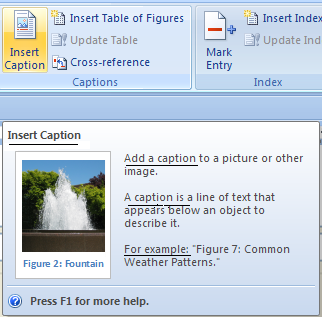 Insert Caption
Insert Table of Figures
Update Table
Cross-reference
Captions
Mark Entry
Insert Index
Update Ind
Index
Insert Caption
Figure 2: Fountain
Add a caption to a picture or other
image.
A caption is a line of text that
appears below an object to
describe it.
For example: "Figure 7: Common
Weather Patterns."
Press F1 for more help.